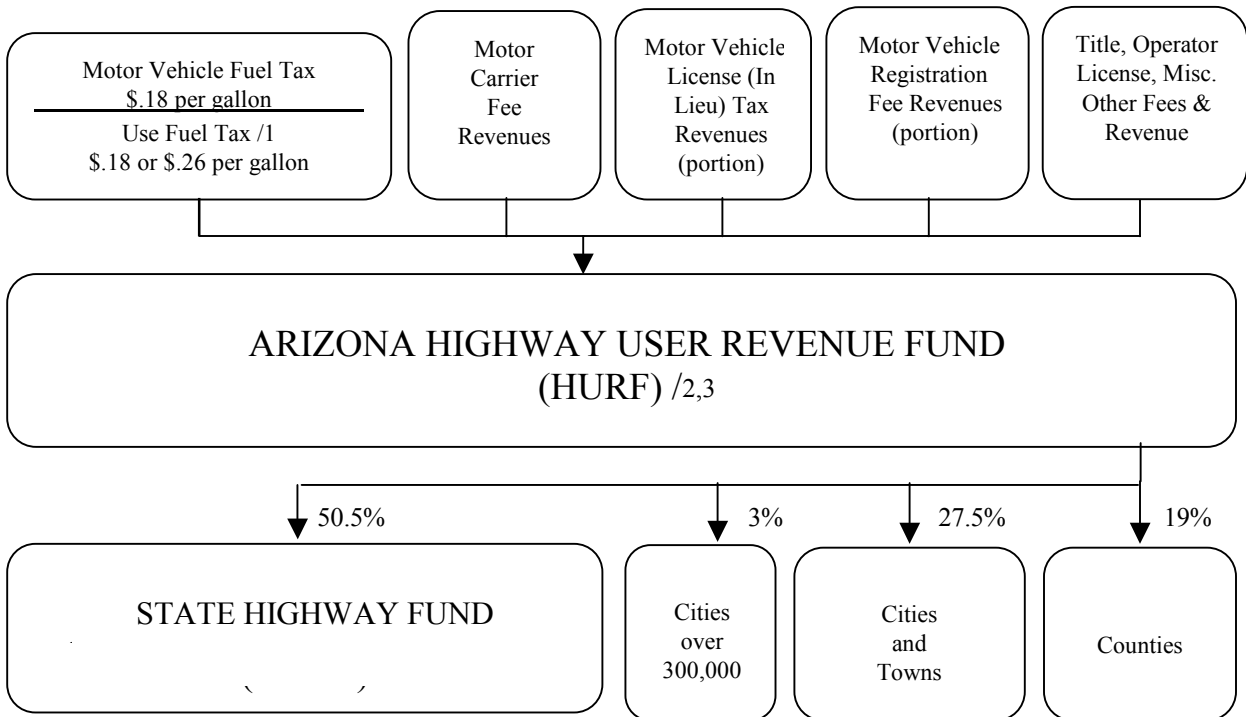 Motor Vehicle Fuel Tax
$.18 per gallon
Use Fuel Tax /1
$.18 or $.26 per gallon
Motor
Carrier
Fee
Revenues
Motor Vehicle
License (In
Lieu) Tax
Revenues
(portion)
Motor Vehicle
Registration
Fee Revenues
(portion)
Title, Operator
License, Misc.
Other Fees &
Revenue
ARIZONA HIGHWAY USER REVENUE FUND
(HURF) /2,3
50.5%
3%
27.5%
19%
STATE HIGHWAY FUND
Cities
over
300,000
Cities
and
Towns
Counties